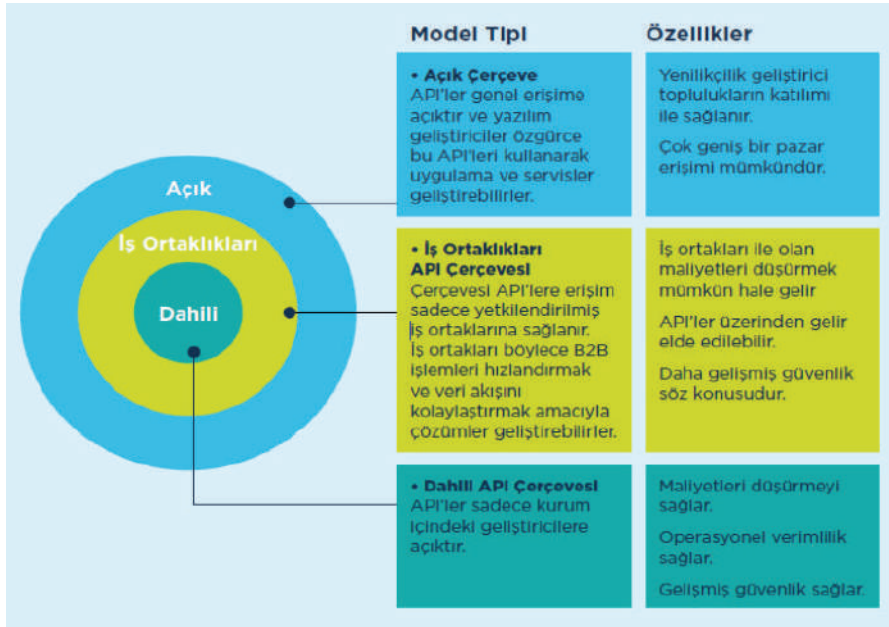 Model Tipi
Özellikler
Açık
İş Ortaklıkları
Dahili
• Açık Çerçeve
API'ler genel erişime
açıktır ve yazılım
geliştiriciler özgürce
bu API'leri kullanarak
uygulama ve servisler
geliştirebilirler.
Yenilikçilik geliştirici
toplulukların katılımı
ile sağlanır.
Çok geniş bir pazar
erişimi mümkündür.
• İş Ortaklıkları
API Çerçevesi
Çerçevesi API'lere erişim
sadece yetkilendirilmiş
iş ortaklarına sağlanır.
İş ortakları böylece B2B
işlemleri hızlandırmak
ve veri akışını
kolaylaştırmak amacıyla
çözümler geliştirebilirler.
İş ortakları ile olan
maliyetleri düşürmek
mümkün hale gelir
API'ler üzerinden gelir
elde edilebilir.
Daha gelişmiş güvenlik
söz konusudur.
• Dahili API Çerçevesi
API'ler sadece kurum
içindeki geliştiricilere
açıktır.
Maliyetleri düşürmeyi
sağlar.
Operasyonel verimlilik
sağlar.
Gelişmiş güvenlik sağlar.